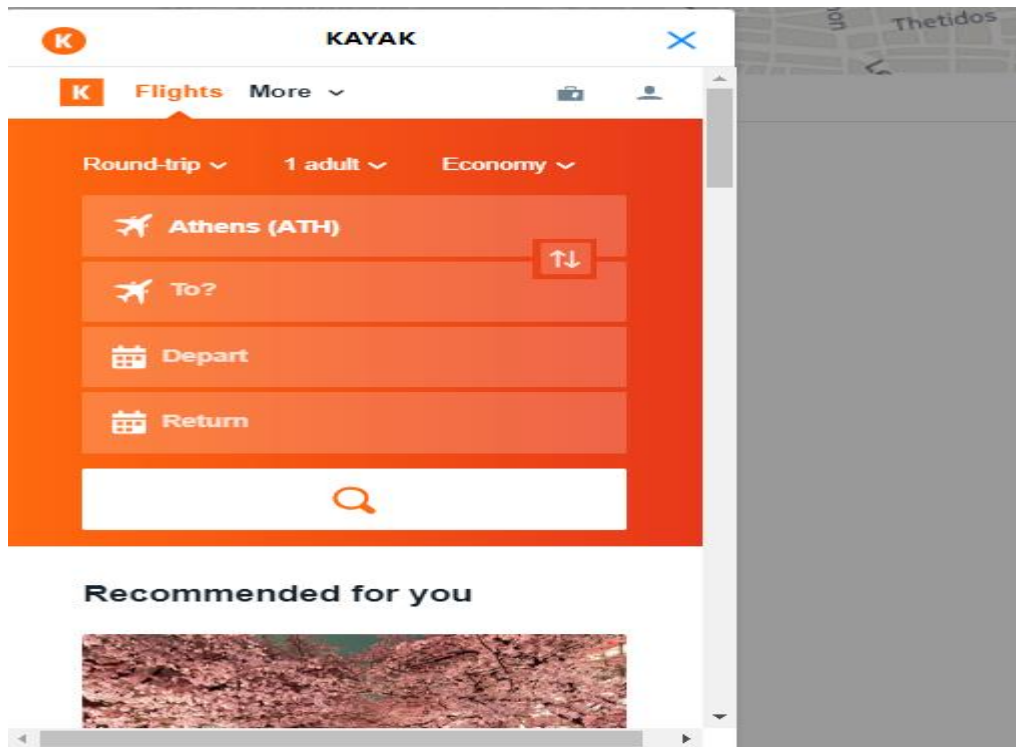 Thetidos
K KAYAK
K Flights More
Round-trip 1 adult Economy
Athens (ATH)
To?
Depart
Return
Recommended for you